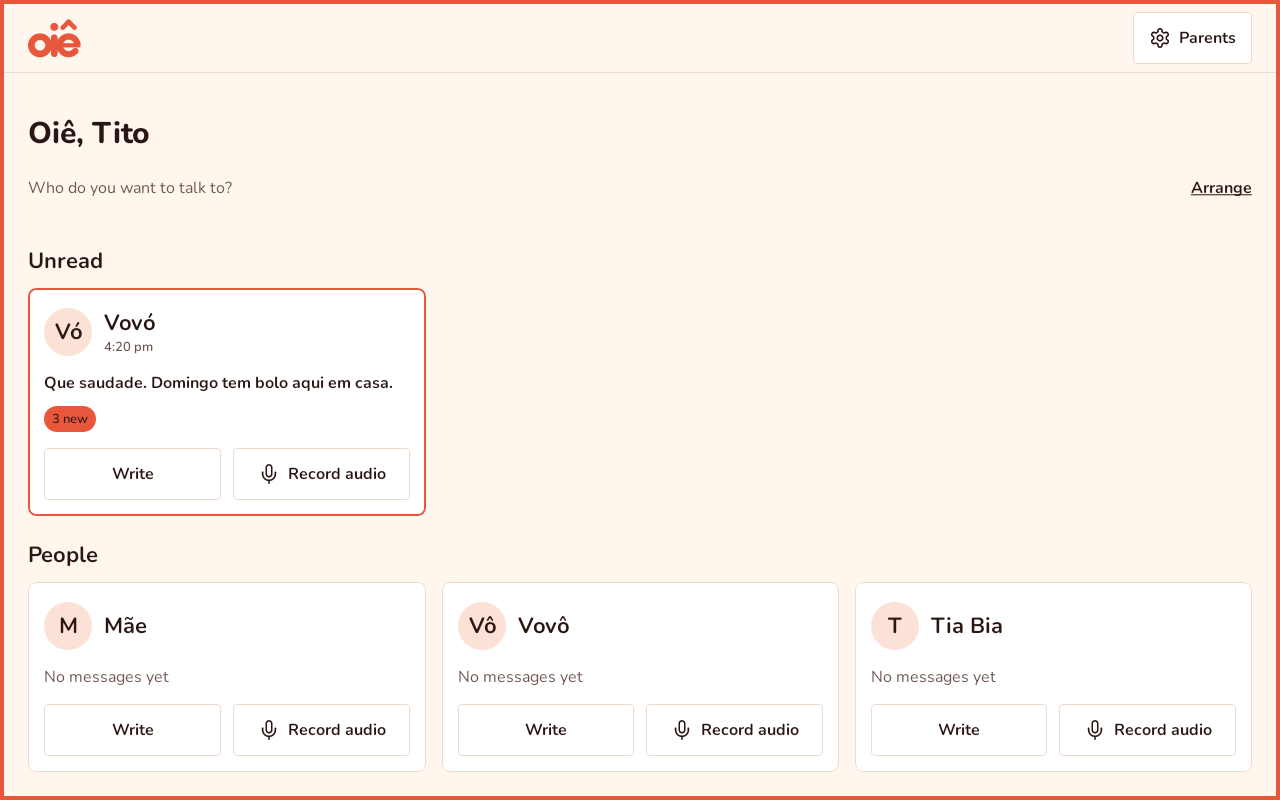 oiê
Parents
Oiê, Tito
Who do you want to talk to?
Arrange
Unread
Vó
Vovó
4:20 pm
Que saudade. Domingo tem bolo aqui em casa.
3 new
Write
Record audio
People
M
Mãe
No messages yet
Write
Record audio
Vô
Vovô
No messages yet
Write
Record audio
T
Tia Bia
No messages yet
Write
Record audio